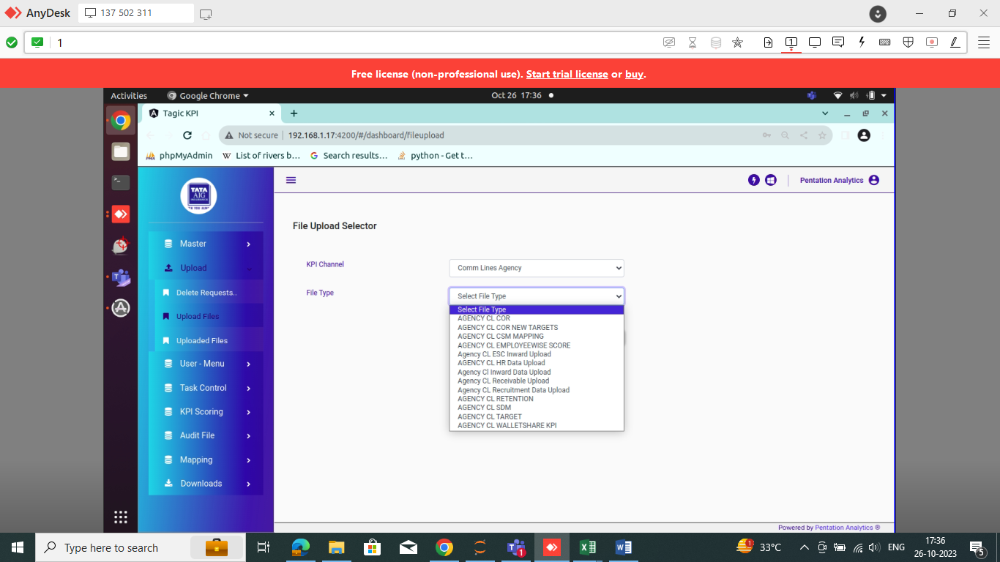 AnyDesk
137 502 311
1
Free license (non-professional use). Start trial license or buy.
Activities
Google Chrome
Oct 26 17:36
Tagic KPI
Not secure
192.168.1.17:4200/#/dashboard/fileupload
phpMyAdmin
List of rivers b...
Search results...
python - Get t...
TATA
AIG
INSURANCE
Pentation Analytics
Master
Upload
Delete Requests..
Upload Files
Uploaded Files
User - Menu
Task Control
KPI Scoring
Audit File
Mapping
Downloads
File Upload Selector
KPI Channel
Comm Lines Agency
File Type
Select File Type
Select File Type
AGENCY CL COR
AGENCY CL COR NEW TARGETS
AGENCY CL CSM MAPPING
AGENCY CL EMPLOYEEWISE SCORE
Agency CL ESC Inward Upload
AGENCY CL HR Data Upload
Agency Cl Inward Data Upload
Agency CL Receivable Upload
Agency CL Recruitment Data Upload
AGENCY CL RETENTION
AGENCY CL SDM
AGENCY CL TARGET
AGENCY CL WALLETSHARE KPI
Powered by Pentation Analytics ®
Type here to search
1
1
33°C
ENG
17:36
26-10-2023
5